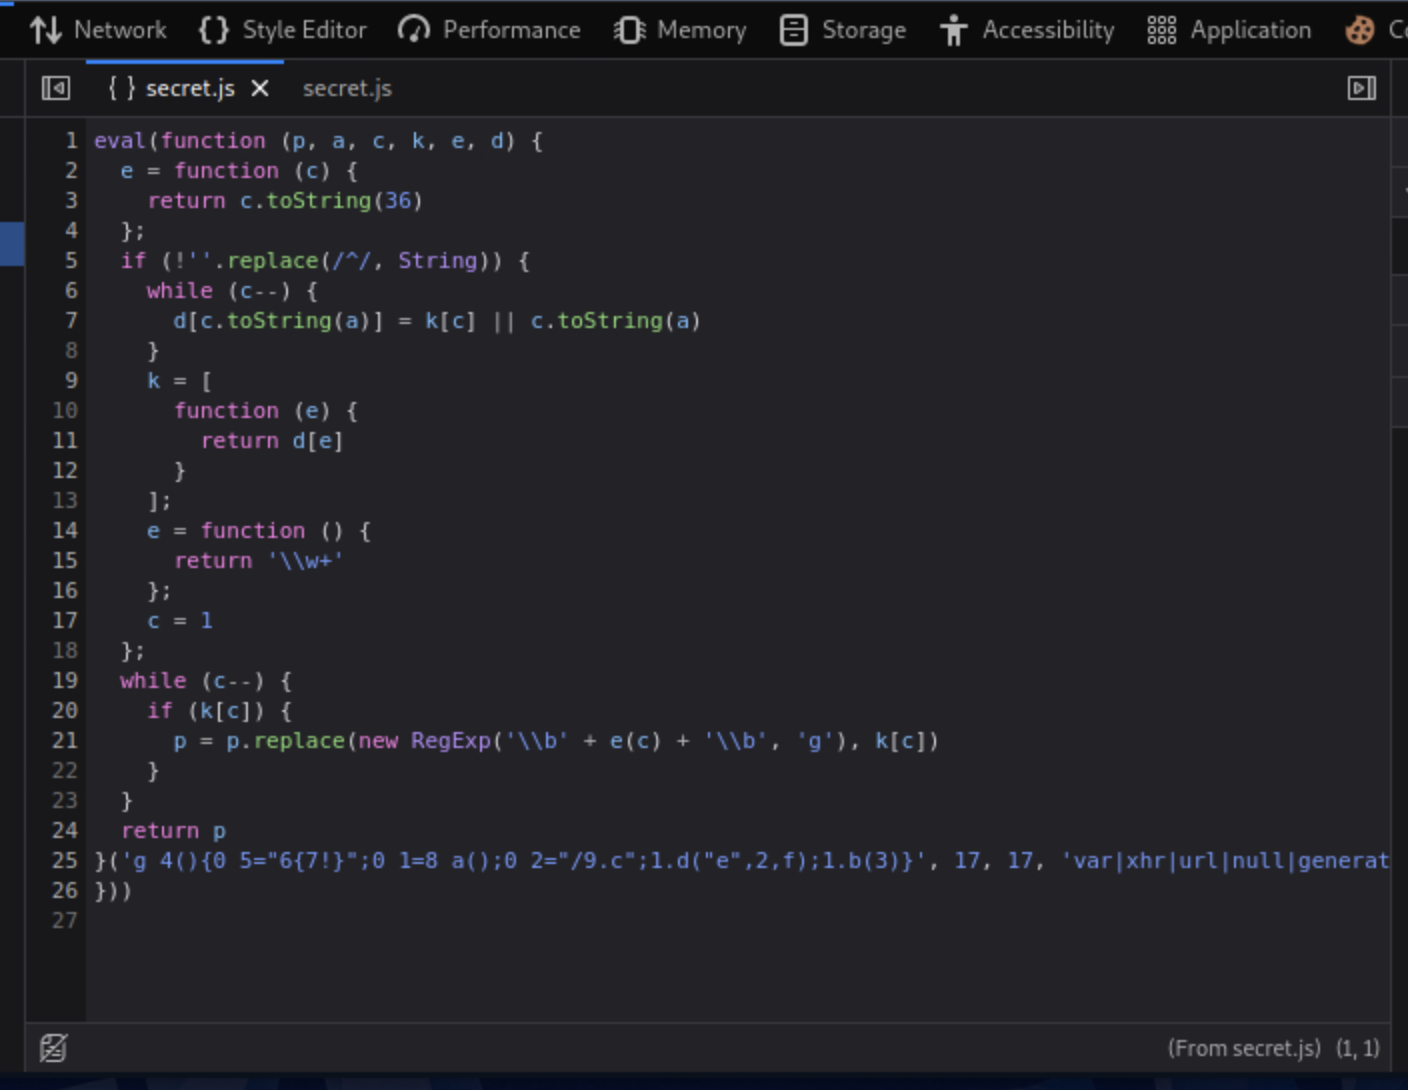 Network Style Editor Performance Memory Storage Accessibility Application
secret.js secret.js
1 eval(function (p, a, c, k, e, d) {
2   e = function (c) {
3     return c.toString(36)
4   };
5   if (!''.replace(/^/, String)) {
6     while (c--) {
7       d[c.toString(a)] = k[c] || c.toString(a)
8     }
9     k = [
10       function (e) {
11         return d[e]
12       }
13     ];
14     e = function () {
15       return '\\w+'
16     };
17     c = 1
18   };
19   while (c--) {
20     if (k[c]) {
21       p = p.replace(new RegExp('\\b' + e(c) + '\\b', 'g'), k[c])
22     }
23   }
24   return p
25 }('g 4(){0 5="6{7!}";0 1=8 a();0 2="/9.c";1.d("e",2,f);1.b(3)}', 17, 17, 'var|xhr|url|null|generat
26 }))
27
(From secret.js) (1, 1)